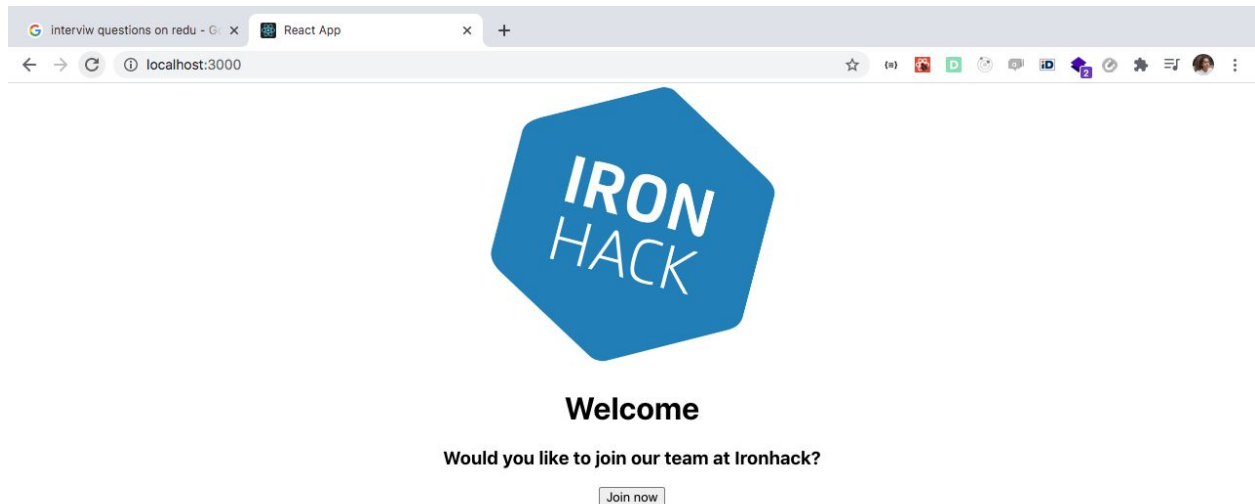 interviw questions on redu - G
React App
localhost:3000
IRON
HACK
Welcome
Would you like to join our team at Ironhack?
Join now